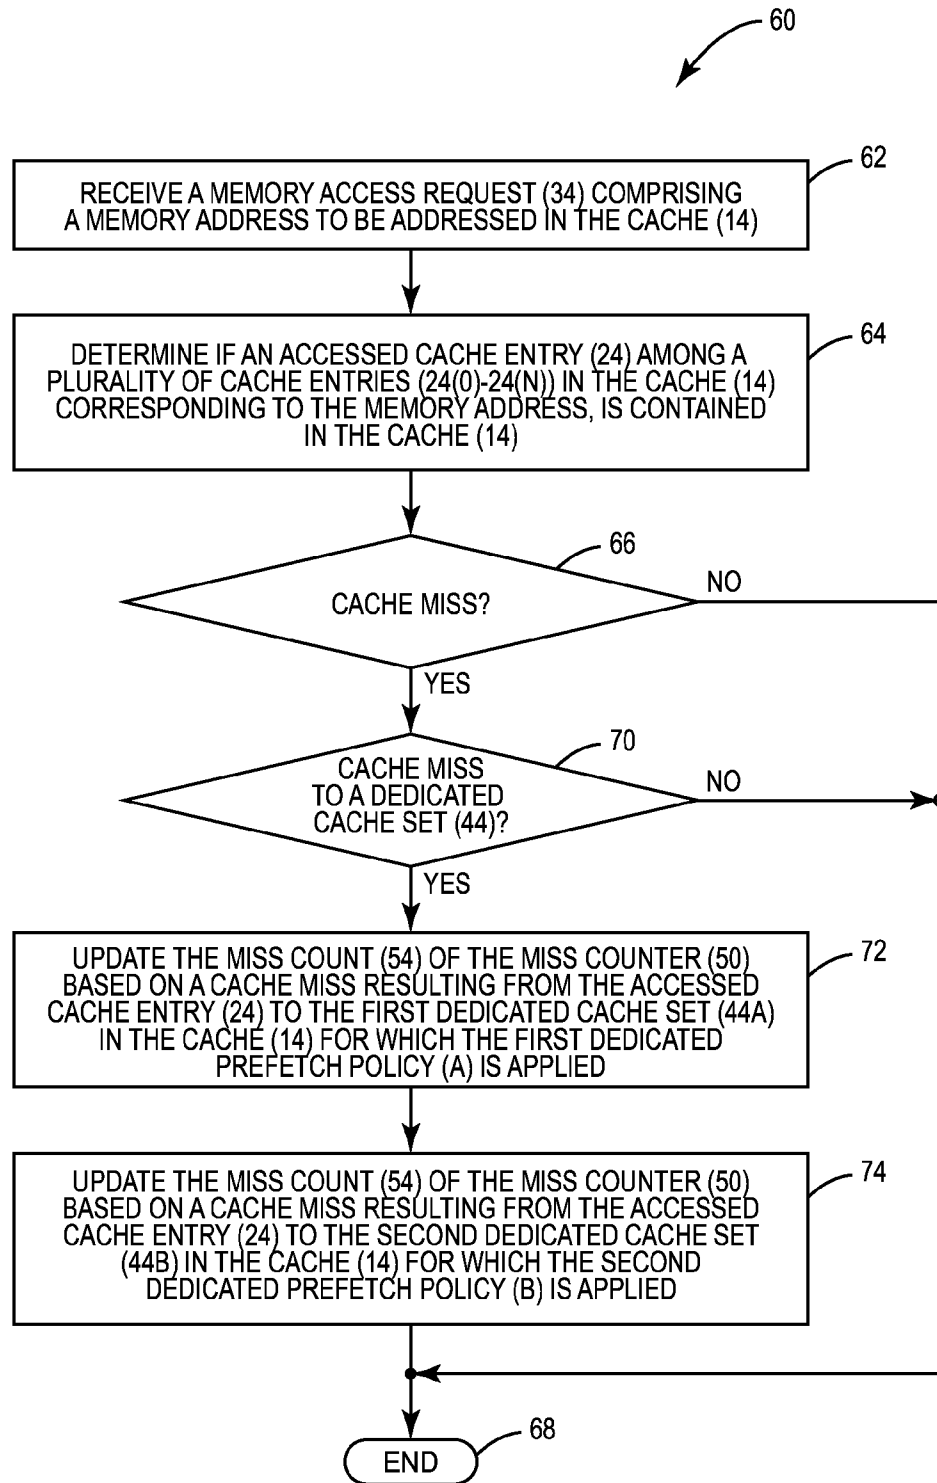 60
62
RECEIVE A MEMORY ACCESS REQUEST (34) COMPRISING
A MEMORY ADDRESS TO BE ADDRESSED IN THE CACHE (14)
64
DETERMINE IF AN ACCESSED CACHE ENTRY (24) AMONG A
PLURALITY OF CACHE ENTRIES (24(0)-24(N)) IN THE CACHE (14)
CORRESPONDING TO THE MEMORY ADDRESS, IS CONTAINED
IN THE CACHE (14)
66
CACHE MISS?
NO
YES
70
CACHE MISS
TO A DEDICATED
CACHE SET (44)?
NO
YES
72
UPDATE THE MISS COUNT (54) OF THE MISS COUNTER (50)
BASED ON A CACHE MISS RESULTING FROM THE ACCESSED
CACHE ENTRY (24) TO THE FIRST DEDICATED CACHE SET (44A)
IN THE CACHE (14) FOR WHICH THE FIRST DEDICATED
PREFETCH POLICY (A) IS APPLIED
74
UPDATE THE MISS COUNT (54) OF THE MISS COUNTER (50)
BASED ON A CACHE MISS RESULTING FROM THE ACCESSED
CACHE ENTRY (24) TO THE SECOND DEDICATED CACHE SET
(44B) IN THE CACHE (14) FOR WHICH THE SECOND
DEDICATED PREFETCH POLICY (B) IS APPLIED
68
END